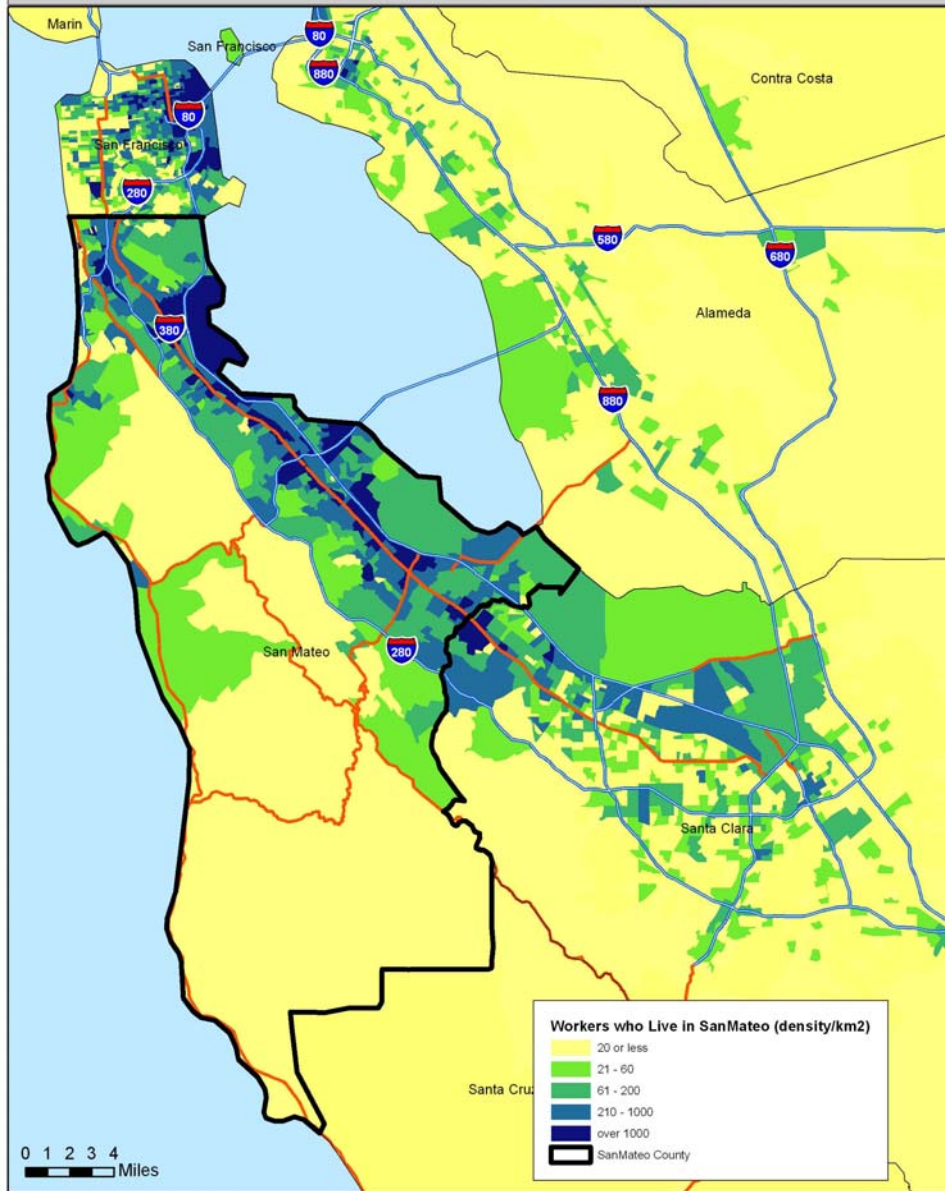 Marin
San Francisco
80
880
Contra Costa
80
San Francisco
280
580
680
Alameda
380
880
San Mateo
280
Santa Clara
Workers who Live in SanMateo (density/km2)
20 or less
21 - 60
61 - 200
210 - 1000
over 1000
SanMateo County
Santa Cruz
0 1 2 3 4
Miles